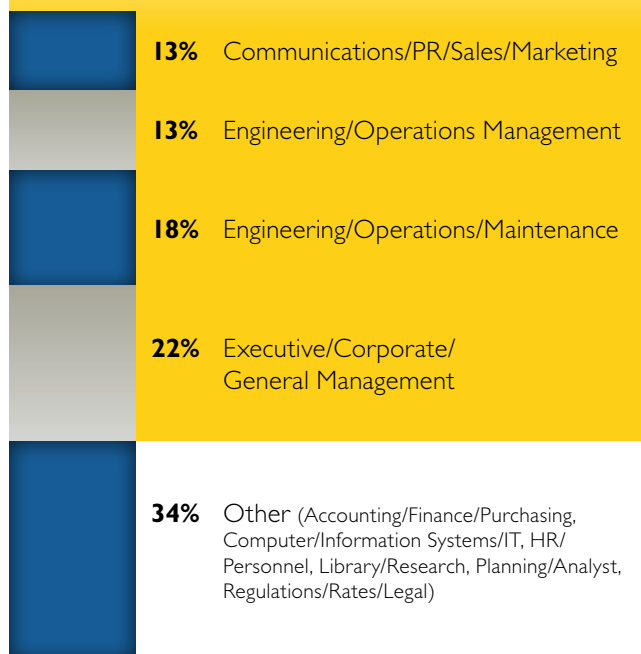 13% Communications/PR/Sales/Marketing
13% Engineering/Operations Management
18% Engineering/Operations/Maintenance
22% Executive/Corporate/
General Management
34% Other (Accounting/Finance/Purchasing,
Computer/Information Systems/IT, HR/
Personnel, Library/Research, Planning/Analyst,
Regulations/Rates/Legal)